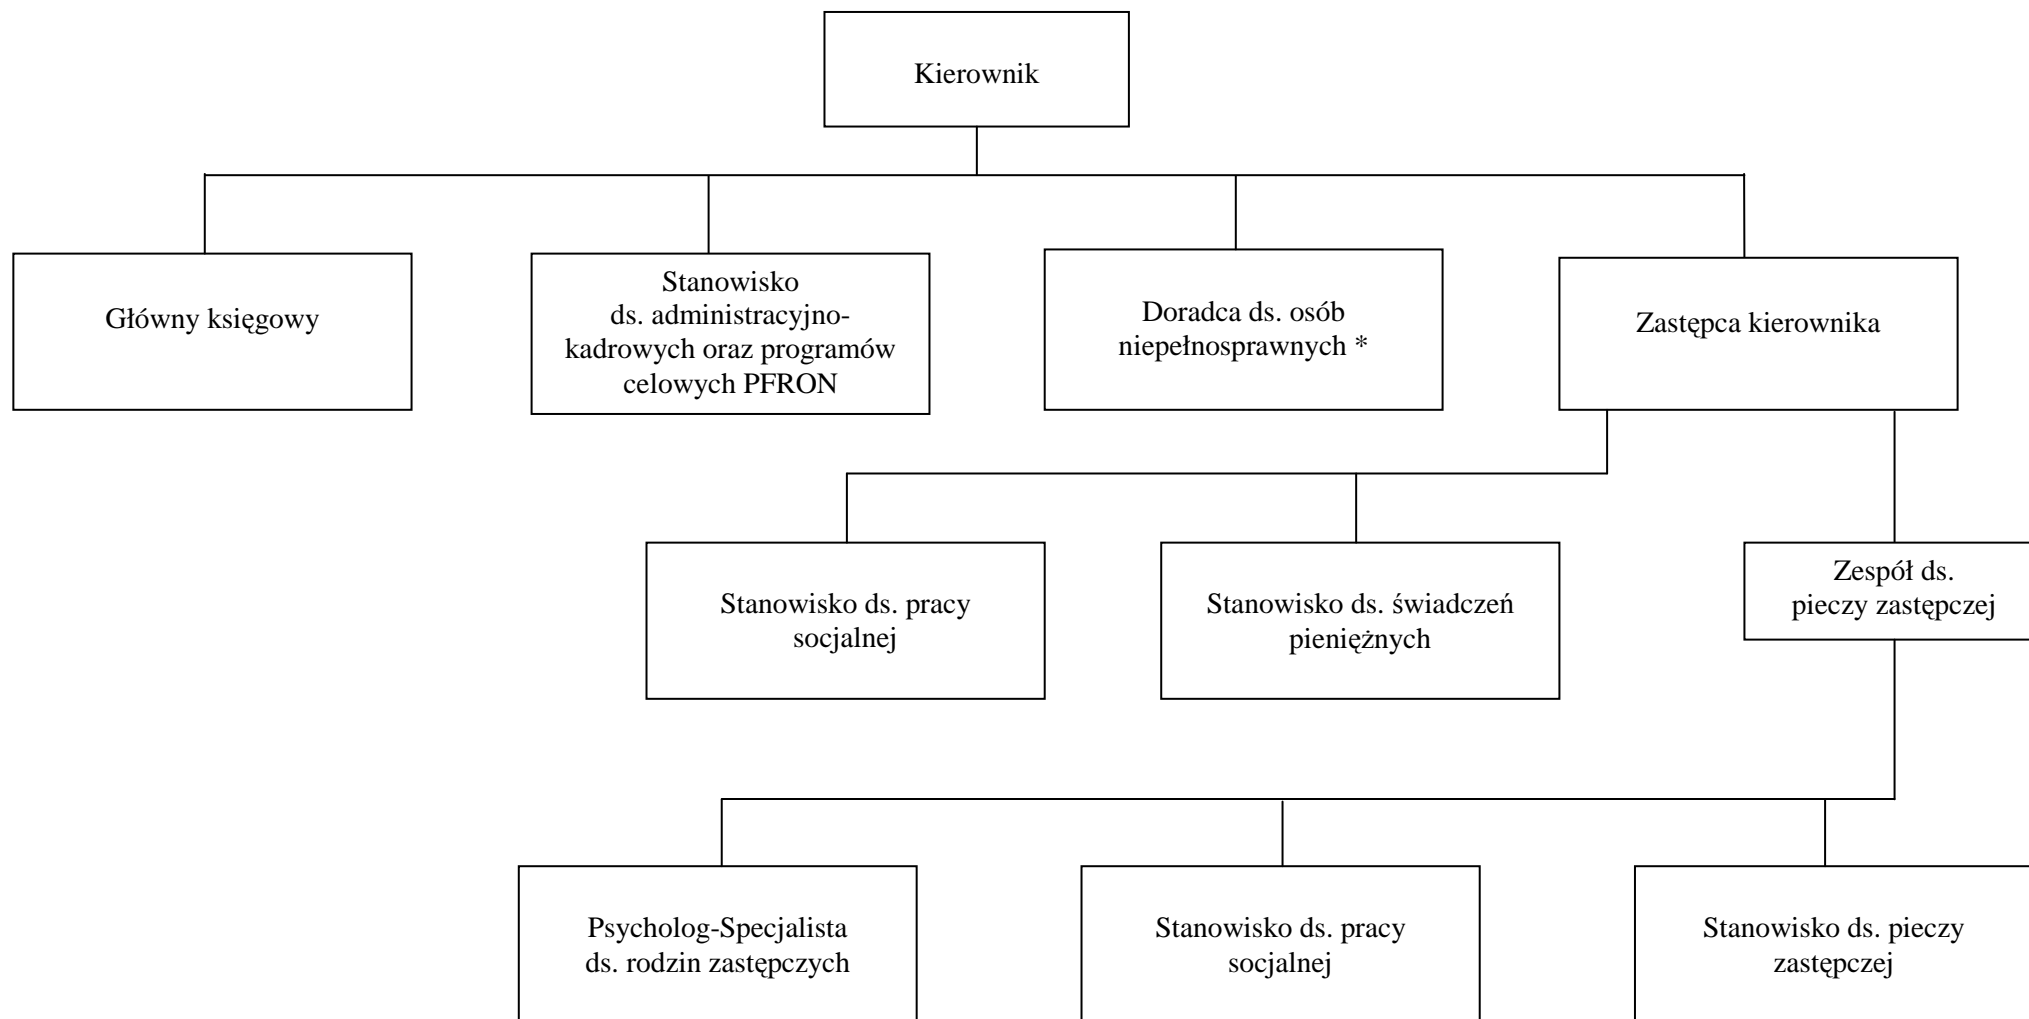 Kierownik
Główny księgowy
Stanowisko
ds. administracyjno-
kadrowych oraz programów
celowych PFRON
Doradca ds. osób
niepełnosprawnych *
Zastępca kierownika
Stanowisko ds. pracy
socjalnej
Stanowisko ds. świadczeń
pieniężnych
Zespół ds.
pieczy zastępczej
Psycholog-Specjalista
ds. rodzin zastępczych
Stanowisko ds. pracy
socjalnej
Stanowisko ds. pieczy
zastępczej